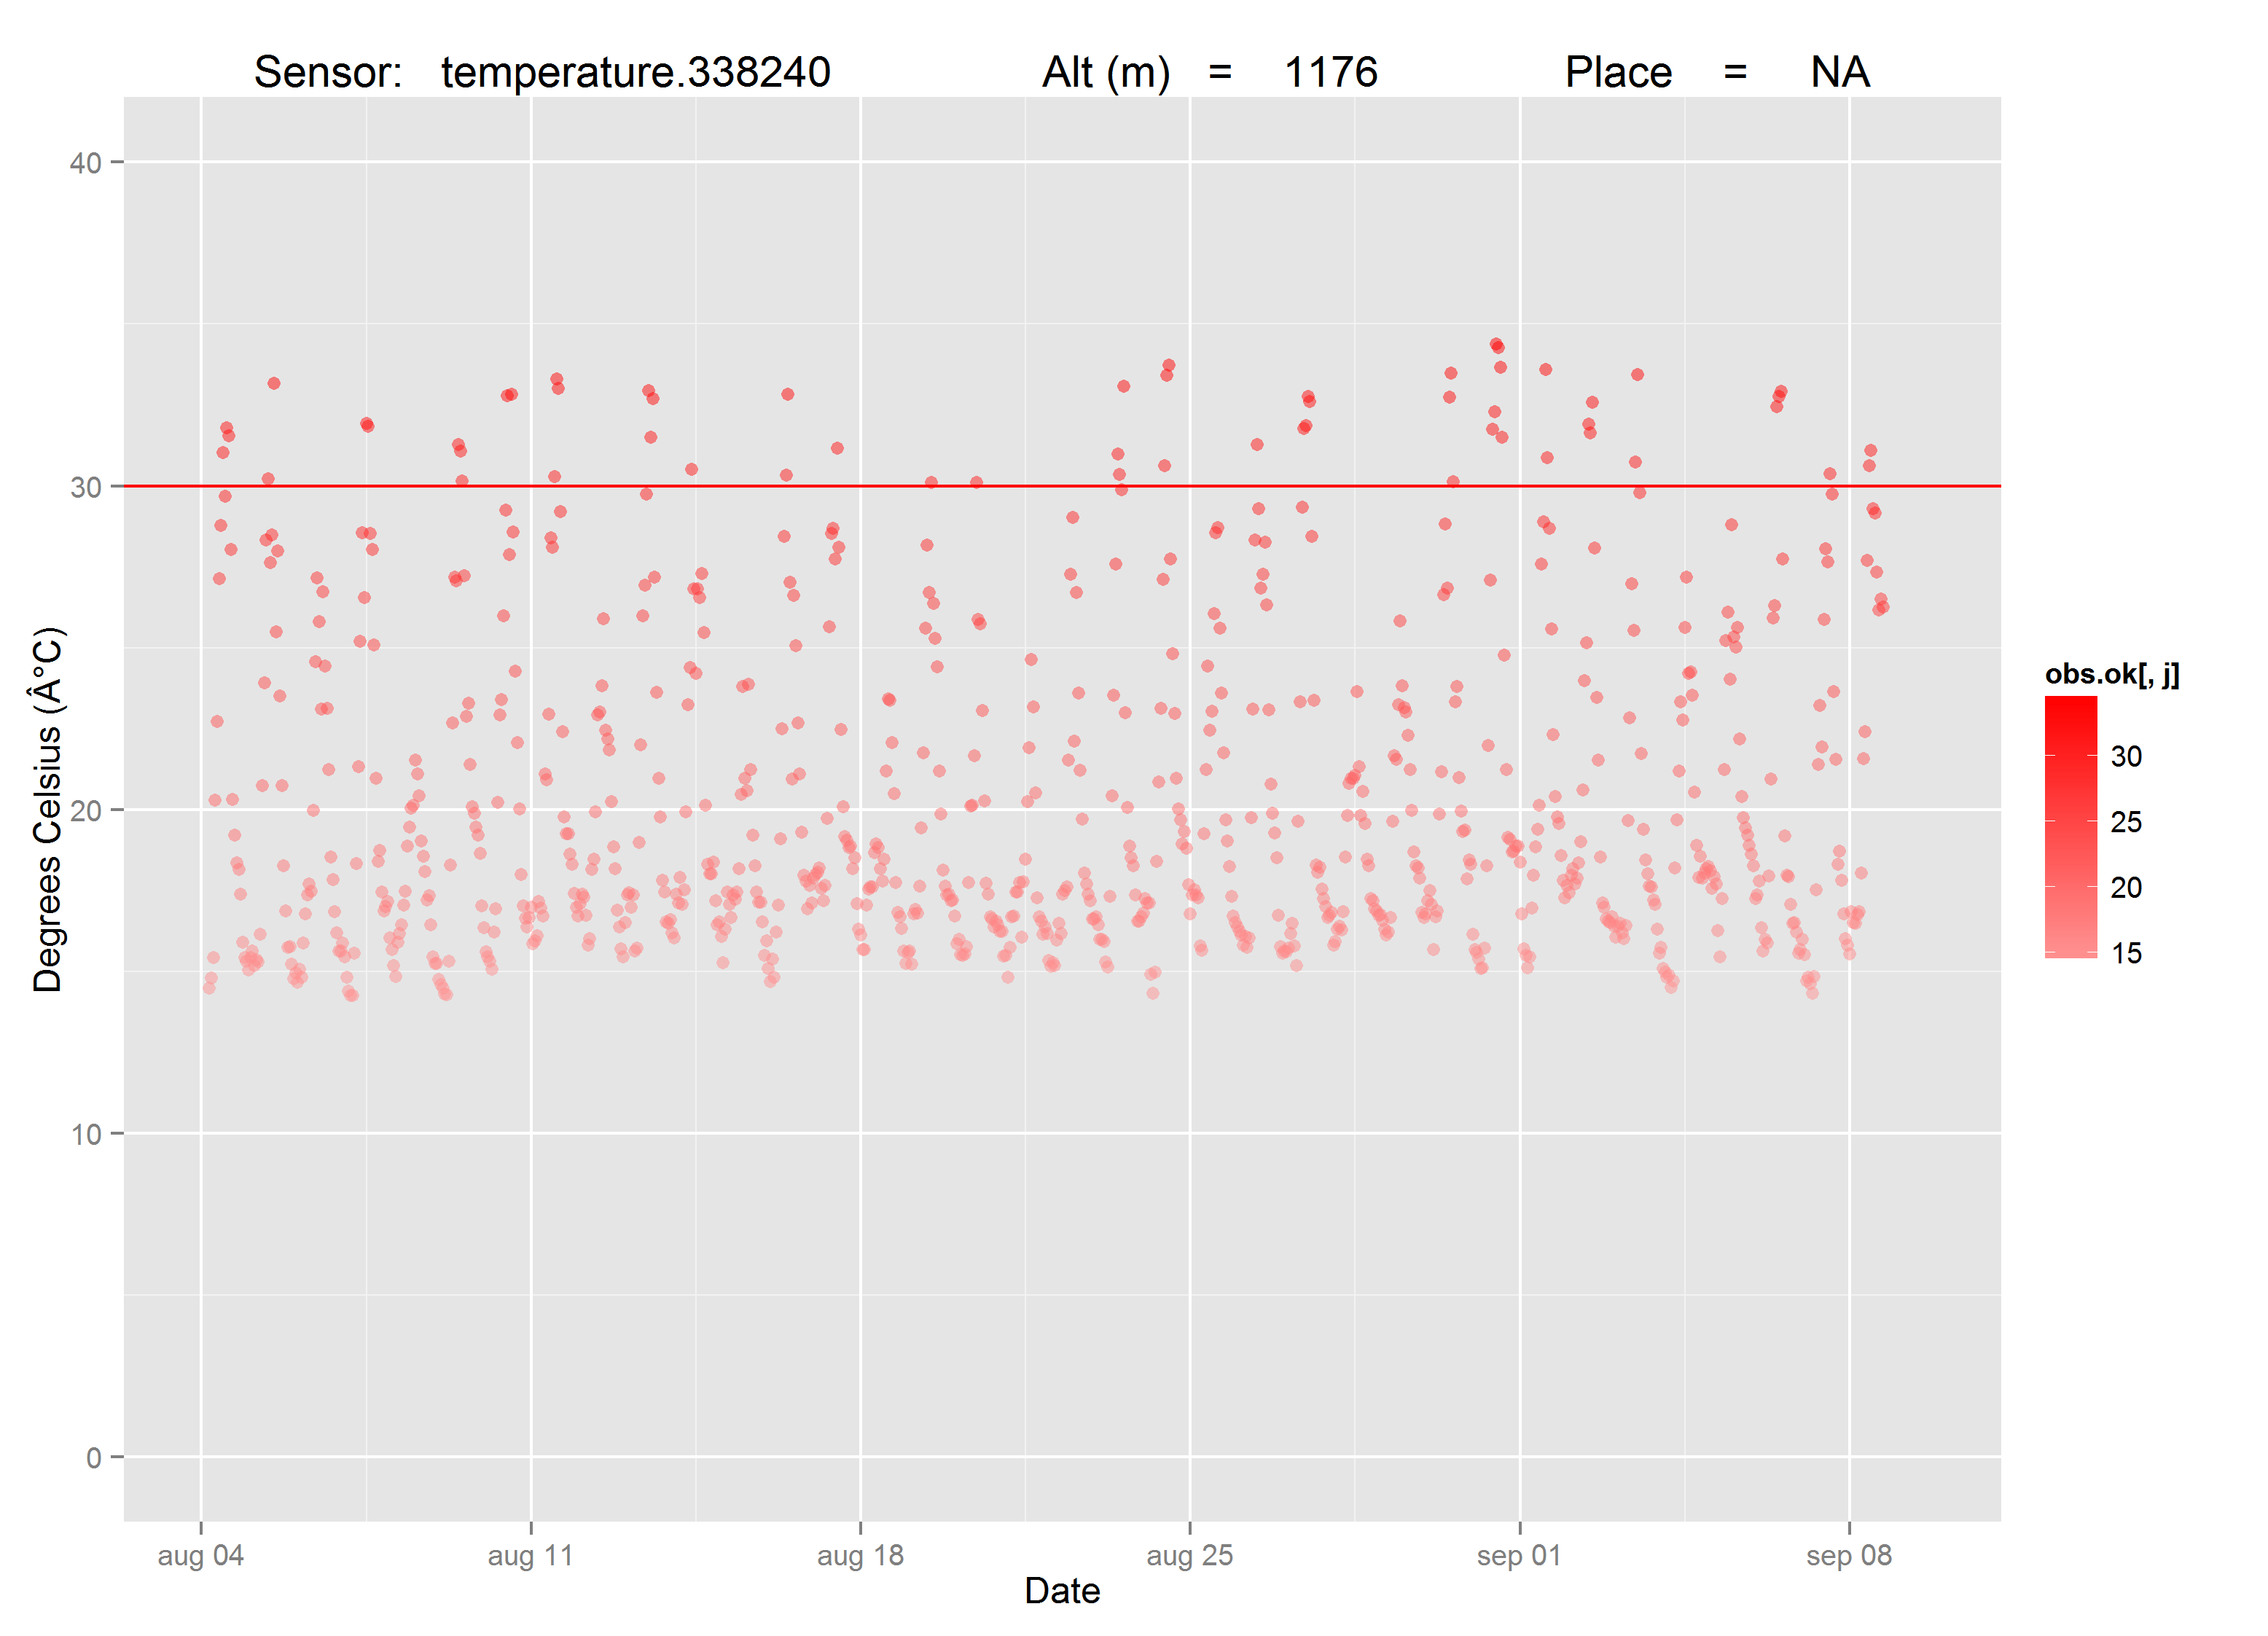 Sensor: temperature.338240 Alt (m) = 1176 Place = NA
Degrees Celsius (Â°C)
40
30
20
10
0
aug 04 aug 11 aug 18 aug 25 sep 01 sep 08
Date
obs.ok[, j]
30
25
20
15